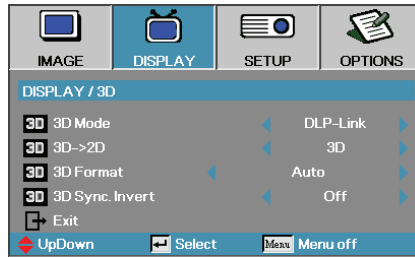 IMAGE DISPLAY SETUP OPTIONS
DISPLAY / 3D
3D 3D Mode DLP-Link
3D 3D->2D 3D
3D 3D Format Auto
3D 3D Sync. Invert Off
Exit
UpDown Select Menu Menu off